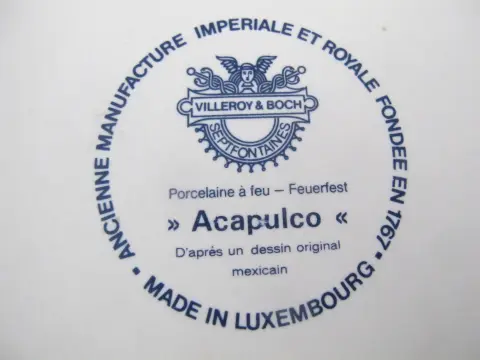 ANCIENNE MANUFACTURE IMPERIALE ET ROYALE FONDEE EN 1767
VILLEROY & BOCH
SEPTFONTAINES
Porcelaine à feu – Feuerfest
» Acapulco «
D'après un dessin original
mexicain
MADE IN LUXEMBOURG